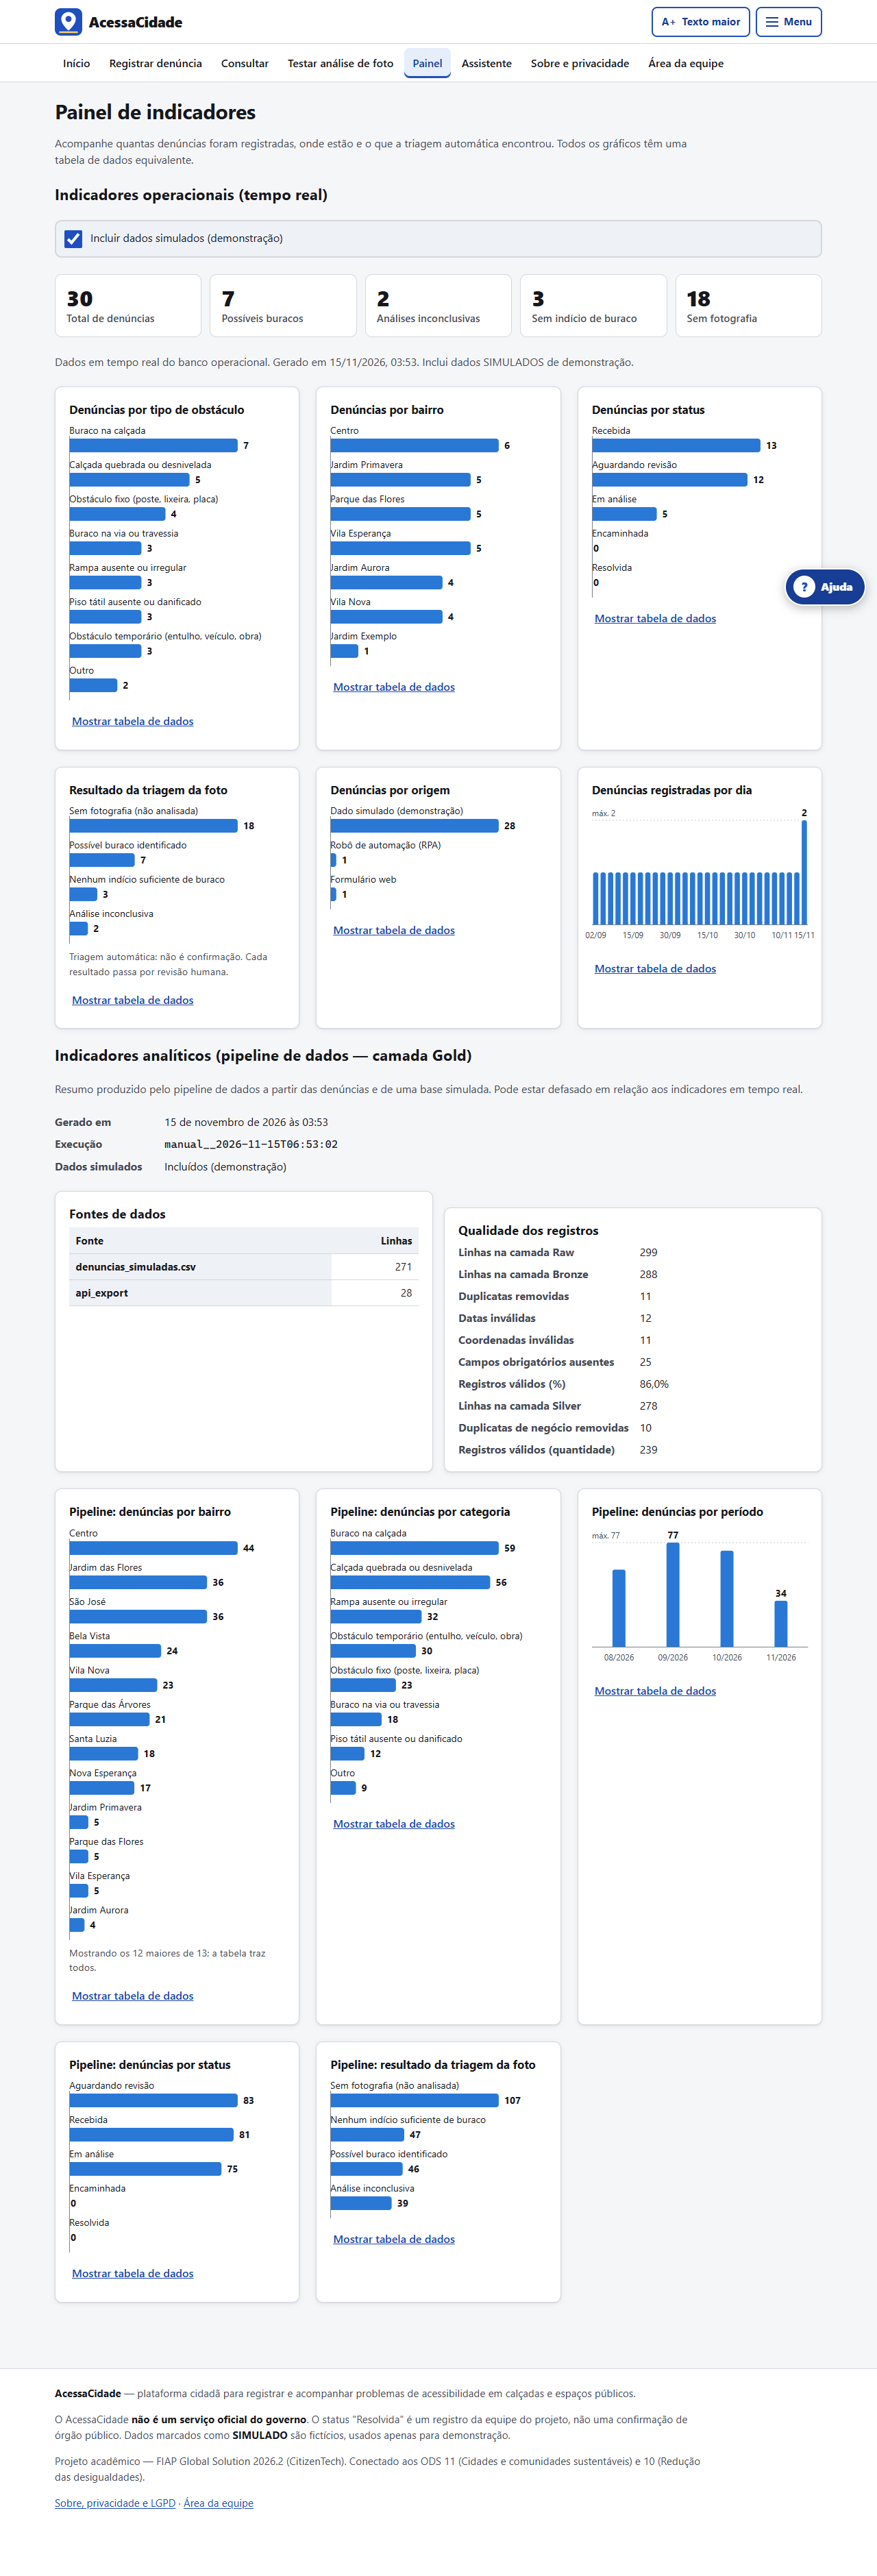 AcessaCidade
A+ Texto maior
Menu
Início
Registrar denúncia
Consultar
Testar análise de foto
Painel
Assistente
Sobre e privacidade
Área da equipe
Painel de indicadores
Acompanhe quantas denúncias foram registradas, onde estão e o que a triagem automática encontrou. Todos os gráficos têm uma
tabela de dados equivalente.
Indicadores operacionais (tempo real)
Incluir dados simulados (demonstração)
30
Total de denúncias
7
Possíveis buracos
2
Análises inconclusivas
3
Sem indício de buraco
18
Sem fotografia
Dados em tempo real do banco operacional. Gerado em 15/11/2026, 03:53. Inclui dados SIMULADOS de demonstração.
Denúncias por tipo de obstáculo
Buraco na calçada
7
Calçada quebrada ou desnivelada
5
Obstáculo fixo (poste, lixeira, placa)
4
Buraco na via ou travessia
3
Rampa ausente ou irregular
3
Piso tátil ausente ou danificado
3
Obstáculo temporário (entulho, veículo, obra)
3
Outro
2
Mostrar tabela de dados
Denúncias por bairro
Centro
6
Jardim Primavera
5
Parque das Flores
5
Vila Esperança
5
Jardim Aurora
4
Vila Nova
4
Jardim Exemplo
1
Mostrar tabela de dados
Denúncias por status
Recebida
13
Aguardando revisão
12
Em análise
5
Encaminhada
0
Resolvida
0
Mostrar tabela de dados
? Ajuda
Resultado da triagem da foto
Sem fotografia (não analisada)
18
Possível buraco identificado
7
Nenhum indício suficiente de buraco
3
Análise inconclusiva
2
Triagem automática: não é confirmação. Cada
resultado passa por revisão humana.
Mostrar tabela de dados
Denúncias por origem
Dado simulado (demonstração)
28
Robô de automação (RPA)
1
Formulário web
1
Mostrar tabela de dados
Denúncias registradas por dia
máx. 2
2
02/09 15/09 30/09 15/10 30/10 10/11 15/11
Mostrar tabela de dados
Indicadores analíticos (pipeline de dados — camada Gold)
Resumo produzido pelo pipeline de dados a partir das denúncias e de uma base simulada. Pode estar defasado em relação aos indicadores em tempo real.
Gerado em 15 de novembro de 2026 às 03:53
Execução manual__2026-11-15T06:53:02
Dados simulados Incluídos (demonstração)
Fontes de dados
Fonte Linhas
denuncias_simuladas.csv 271
api_export 28
Qualidade dos registros
Linhas na camada Raw 299
Linhas na camada Bronze 288
Duplicatas removidas 11
Datas inválidas 12
Coordenadas inválidas 11
Campos obrigatórios ausentes 25
Registros válidos (%) 86,0%
Linhas na camada Silver 278
Duplicatas de negócio removidas 10
Registros válidos (quantidade) 239
Pipeline: denúncias por bairro
Centro
44
Jardim das Flores
36
São José
36
Bela Vista
24
Vila Nova
23
Parque das Árvores
21
Santa Luzia
18
Nova Esperança
17
Jardim Primavera
5
Parque das Flores
5
Vila Esperança
5
Jardim Aurora
4
Mostrando os 12 maiores de 13; a tabela traz
todos.
Mostrar tabela de dados
Pipeline: denúncias por categoria
Buraco na calçada
59
Calçada quebrada ou desnivelada
56
Rampa ausente ou irregular
32
Obstáculo temporário (entulho, veículo, obra)
30
Obstáculo fixo (poste, lixeira, placa)
23
Buraco na via ou travessia
18
Piso tátil ausente ou danificado
12
Outro
9
Mostrar tabela de dados
Pipeline: denúncias por período
máx. 77
77
34
08/2026 09/2026 10/2026 11/2026
Mostrar tabela de dados
Pipeline: denúncias por status
Aguardando revisão
83
Recebida
81
Em análise
75
Encaminhada
0
Resolvida
0
Mostrar tabela de dados
Pipeline: resultado da triagem da foto
Sem fotografia (não analisada)
107
Nenhum indício suficiente de buraco
47
Possível buraco identificado
46
Análise inconclusiva
39
Mostrar tabela de dados
AcessaCidade — plataforma cidadã para registrar e acompanhar problemas de acessibilidade em calçadas e espaços públicos.
O AcessaCidade não é um serviço oficial do governo. O status "Resolvida" é um registro da equipe do projeto, não uma confirmação de
órgão público. Dados marcados como SIMULADO são fictícios, usados apenas para demonstração.
Projeto acadêmico — FIAP Global Solution 2026.2 (CitizenTech). Conectado aos ODS 11 (Cidades e comunidades sustentáveis) e 10 (Redução
das desigualdades).
Sobre, privacidade e LGPD · Área da equipe